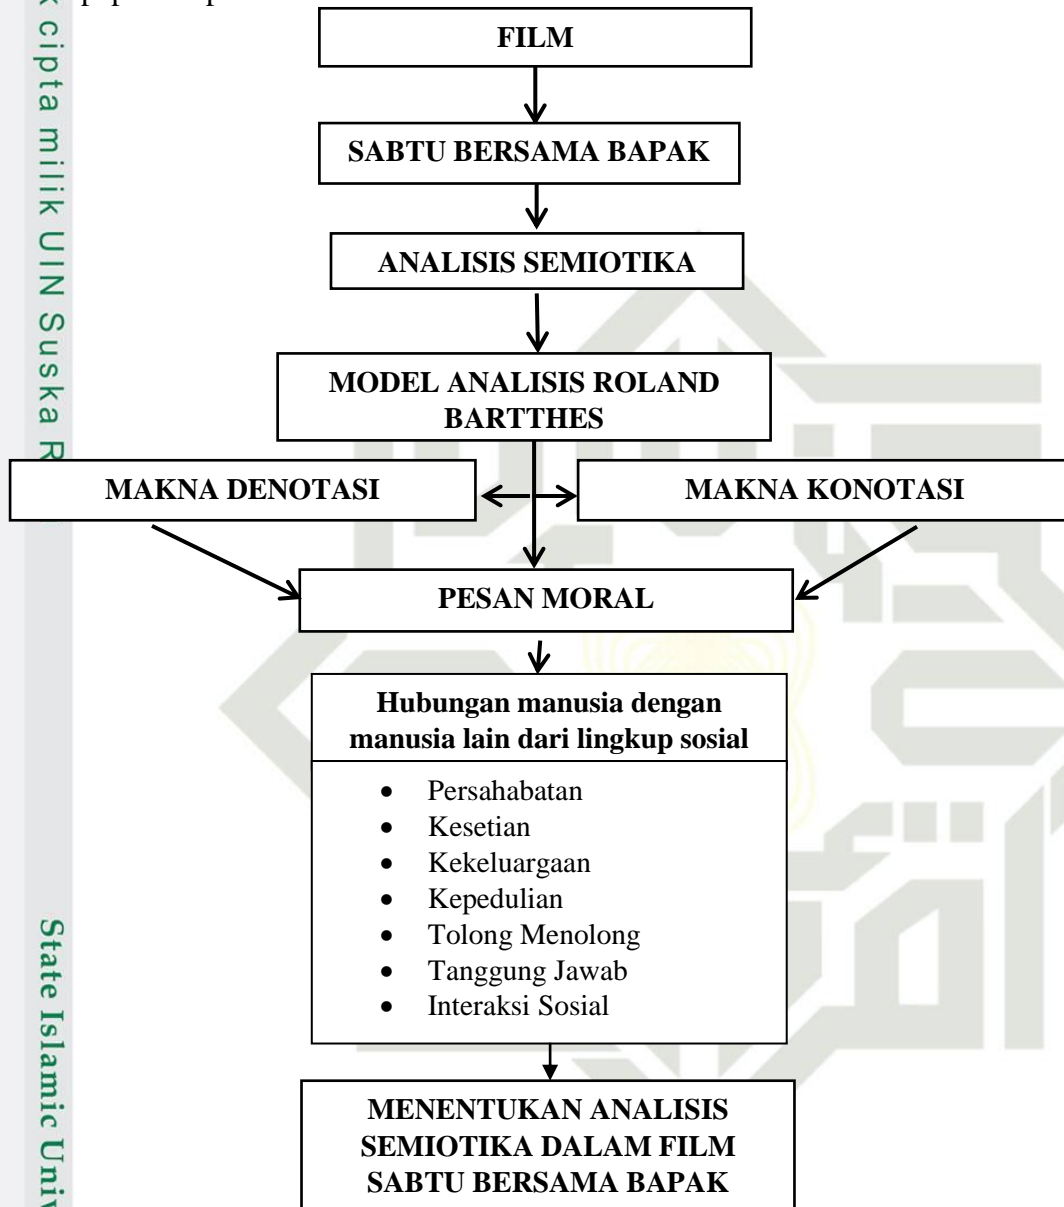 FILM
SABTU BERSAMA BAPAK
ANALISIS SEMIOTIKA
MODEL ANALISIS ROLAND
BARTTHES
MAKNA DENOTASI
MAKNA KONOTASI
PESAN MORAL
Hubungan manusia dengan
manusia lain dari lingkup sosial
• Persahabatan
• Kesetian
• Kekeluargaan
• Kepedulian
• Tolong Menolong
• Tanggung Jawab
• Interaksi Sosial
MENENTUKAN ANALISIS
SEMIOTIKA DALAM FILM
SABTU BERSAMA BAPAK
cipta milik UIN Suska
State Islamic